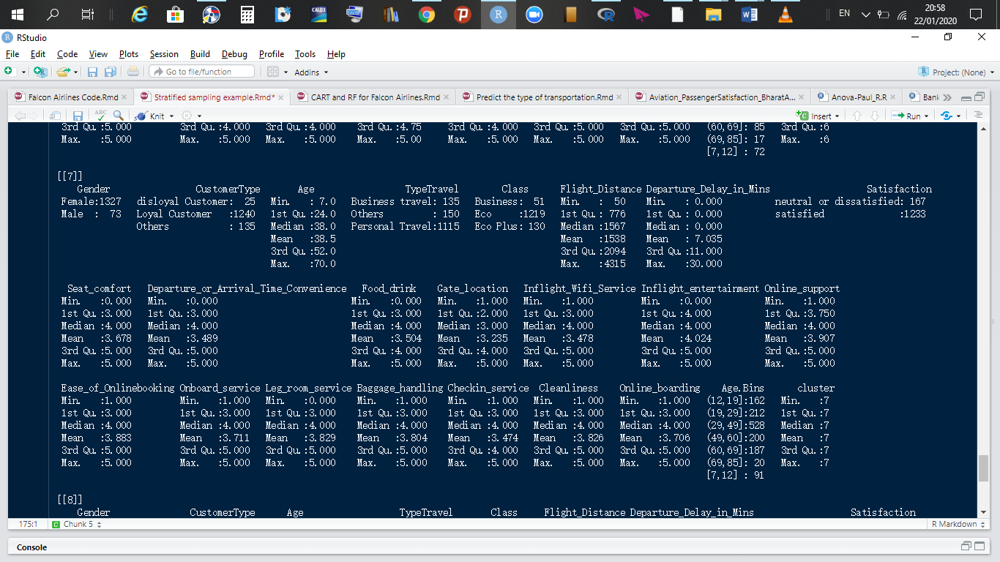 EN
20:58
22/01/2020
CALD3
RStudio
File Edit Code View Plots Session Build Debug Profile Tools Help
Go to file/function Addins Project: (None)
Falcon Airlines Code.Rmd Stratified sampling example.Rmd* CART and RF for Falcon Airlines.Rmd Predict the type of transportation.Rmd Aviation_PassengerSatisfaction_BharatA... Anova-Paul_R.R Bank
ABC Knit Insert Run
3rd Qu.:5.000 3rd Qu.:4.000 3rd Qu.:4.000 3rd Qu.:4.75 3rd Qu.:4.000 3rd Qu.:5.000 3rd Qu.:5.000 (60,69]: 85 3rd Qu.:6
Max. :5.000 Max. :5.000 Max. :5.000 Max. :5.00 Max. :5.000 Max. :5.000 Max. :5.000 (69,85]: 17 Max. :6
[7,12] : 72
[[7]]
Gender CustomerType Age TypeTravel Class Flight_Distance Departure_Delay_in_Mins Satisfaction
Female:1327 disloyal Customer: 25 Min. : 7.0 Business travel: 135 Business: 51 Min. : 50 Min. : 0.000 neutral or dissatisfied: 167
Male : 73 Loyal Customer :1240 1st Qu.:24.0 Others : 150 Eco :1219 1st Qu.: 776 1st Qu.: 0.000 satisfied :1233
Others : 135 Median :38.0 Personal Travel:1115 Eco Plus: 130 Median :1567 Median : 0.000
Mean :38.5 Mean :1538 Mean : 7.035
3rd Qu.:52.0 3rd Qu.:2094 3rd Qu.:11.000
Max. :70.0 Max. :4315 Max. :30.000
Seat_comfort Departure_or_Arrival_Time_Convenience Food_drink Gate_location Inflight_Wifi_Service Inflight_entertainment Online_support
Min. :0.000 Min. :0.000 Min. :0.000 Min. :1.000 Min. :1.000 Min. :0.000 Min. :1.000
1st Qu.:3.000 1st Qu.:3.000 1st Qu.:3.000 1st Qu.:2.000 1st Qu.:3.000 1st Qu.:4.000 1st Qu.:3.750
Median :4.000 Median :4.000 Median :4.000 Median :3.000 Median :4.000 Median :4.000 Median :4.000
Mean :3.678 Mean :3.489 Mean :3.504 Mean :3.235 Mean :3.478 Mean :4.024 Mean :3.907
3rd Qu.:5.000 3rd Qu.:5.000 3rd Qu.:4.000 3rd Qu.:4.000 3rd Qu.:5.000 3rd Qu.:5.000 3rd Qu.:5.000
Max. :5.000 Max. :5.000 Max. :5.000 Max. :5.000 Max. :5.000 Max. :5.000 Max. :5.000
Ease_of_Onlinebooking Onboard_service Leg_room_service Baggage_handling Checkin_service Cleanliness Online_boarding Age.Bins cluster
Min. :1.000 Min. :1.000 Min. :0.000 Min. :1.000 Min. :1.000 Min. :1.000 Min. :1.000 (12,19]:162 Min. :7
1st Qu.:3.000 1st Qu.:3.000 1st Qu.:3.000 1st Qu.:3.000 1st Qu.:3.000 1st Qu.:3.000 1st Qu.:3.000 (19,29]:212 1st Qu.:7
Median :4.000 Median :4.000 Median :4.000 Median :4.000 Median :4.000 Median :4.000 Median :4.000 (29,49]:528 Median :7
Mean :3.883 Mean :3.711 Mean :3.829 Mean :3.804 Mean :3.474 Mean :3.826 Mean :3.706 (49,60]:200 Mean :7
3rd Qu.:5.000 3rd Qu.:5.000 3rd Qu.:5.000 3rd Qu.:5.000 3rd Qu.:4.000 3rd Qu.:5.000 3rd Qu.:5.000 (60,69]:187 3rd Qu.:7
Max. :5.000 Max. :5.000 Max. :5.000 Max. :5.000 Max. :5.000 Max. :5.000 Max. :5.000 (69,85]: 20 Max. :7
[7,12] : 91
[[8]]
Gender CustomerType Age TypeTravel Class Flight_Distance Departure_Delay_in_Mins Satisfaction
175:1 Chunk 5 R Markdown
Console